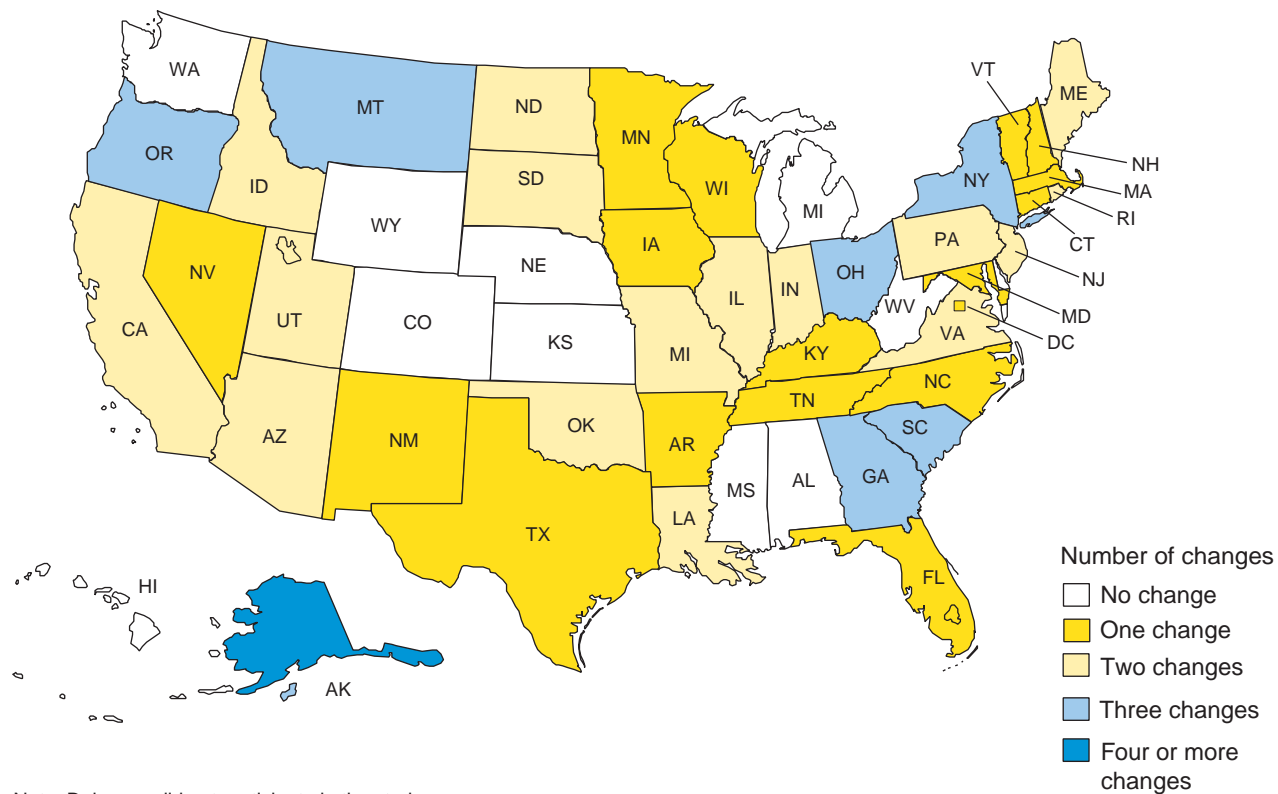 WA
MT
ND
MN
VT
ME
OR
ID
SD
WI
NH
MA
NY
RI
WY
MI
CT
IA
PA
NE
NJ
NV
OH
IL
IN
WV
MD
CA
UT
CO
DC
VA
KS
MI
KY
NC
TN
AZ
NM
OK
AR
SC
MS
AL
GA
LA
TX
FL
HI
AK
Number of changes
No change
One change
Two changes
Three changes
Four or more
changes